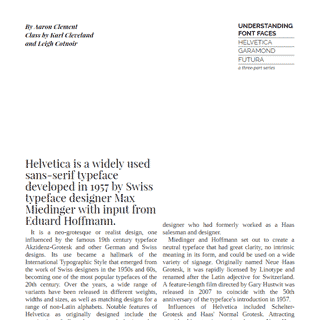 By Aaron Clement
Class by Karl Cleveland
and Leigh Cotnoir
UNDERSTANDING
FONT FACES
HELVETICA
GARAMOND
FUTURA
a three-part series
Helvetica is a widely used
sans-serif typeface
developed in 1957 by Swiss
typeface designer Max
Miedinger with input from
Eduard Hoffmann.
It is a neo-grotesque or realist design, one
influenced by the famous 19th century typeface
Akzidenz-Grotesk and other German and Swiss
designs. Its use became a hallmark of the
International Typographic Style that emerged from
the work of Swiss designers in the 1950s and 60s,
becoming one of the most popular typefaces of the
20th century. Over the years, a wide range of
variants have been released in different weights,
widths and sizes, as well as matching designs for a
range of non-Latin alphabets. Notable features of
Helvetica as originally designed include the
designer who had formerly worked as a Haas
salesman and designer.
Miedinger and Hoffmann set out to create a
neutral typeface that had great clarity, no intrinsic
meaning in its form, and could be used on a wide
variety of signage. Originally named Neue Haas
Grotesk, it was rapidly licensed by Linotype and
renamed after the Latin adjective for Switzerland.
A feature-length film directed by Gary Hustwit was
released in 2007 to coincide with the 50th
anniversary of the typeface's introduction in 1957.
Influences of Helvetica included Schelter-
Grotesk and Haas' Normal Grotesk. Attracting